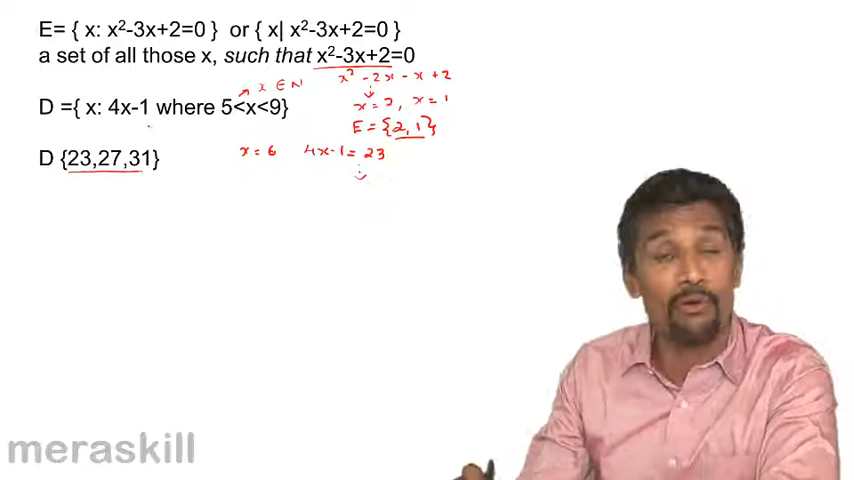 E= { x: x²-3x+2=0 } or { x| x²-3x+2=0 }
a set of all those x, such that x²-3x+2=0
x ∈ N
x² -2x -x +2
D ={ x: 4x-1 where 5<x<9}
x=2, x=1
E = {2,1}
D {23,27,31}
x = 6 4x-1 = 23
meraskill